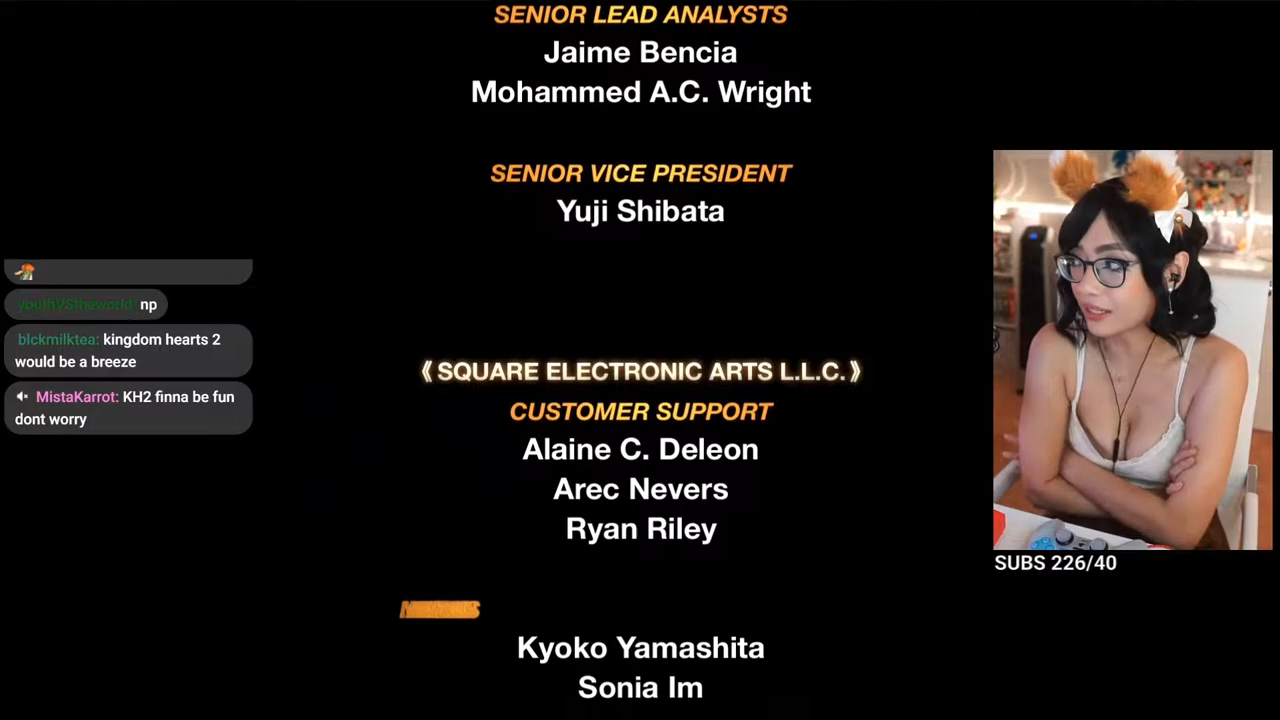 SENIOR LEAD ANALYSTS
Jaime Bencia
Mohammed A.C. Wright
SENIOR VICE PRESIDENT
Yuji Shibata
youthVStheworld: np
blckmilktea: kingdom hearts 2
would be a breeze
MistaKarrot: KH2 finna be fun
dont worry
《SQUARE ELECTRONIC ARTS L.L.C.》
CUSTOMER SUPPORT
Alaine C. Deleon
Arec Nevers
Ryan Riley
Kyoko Yamashita
Sonia Im
SUBS 226/40